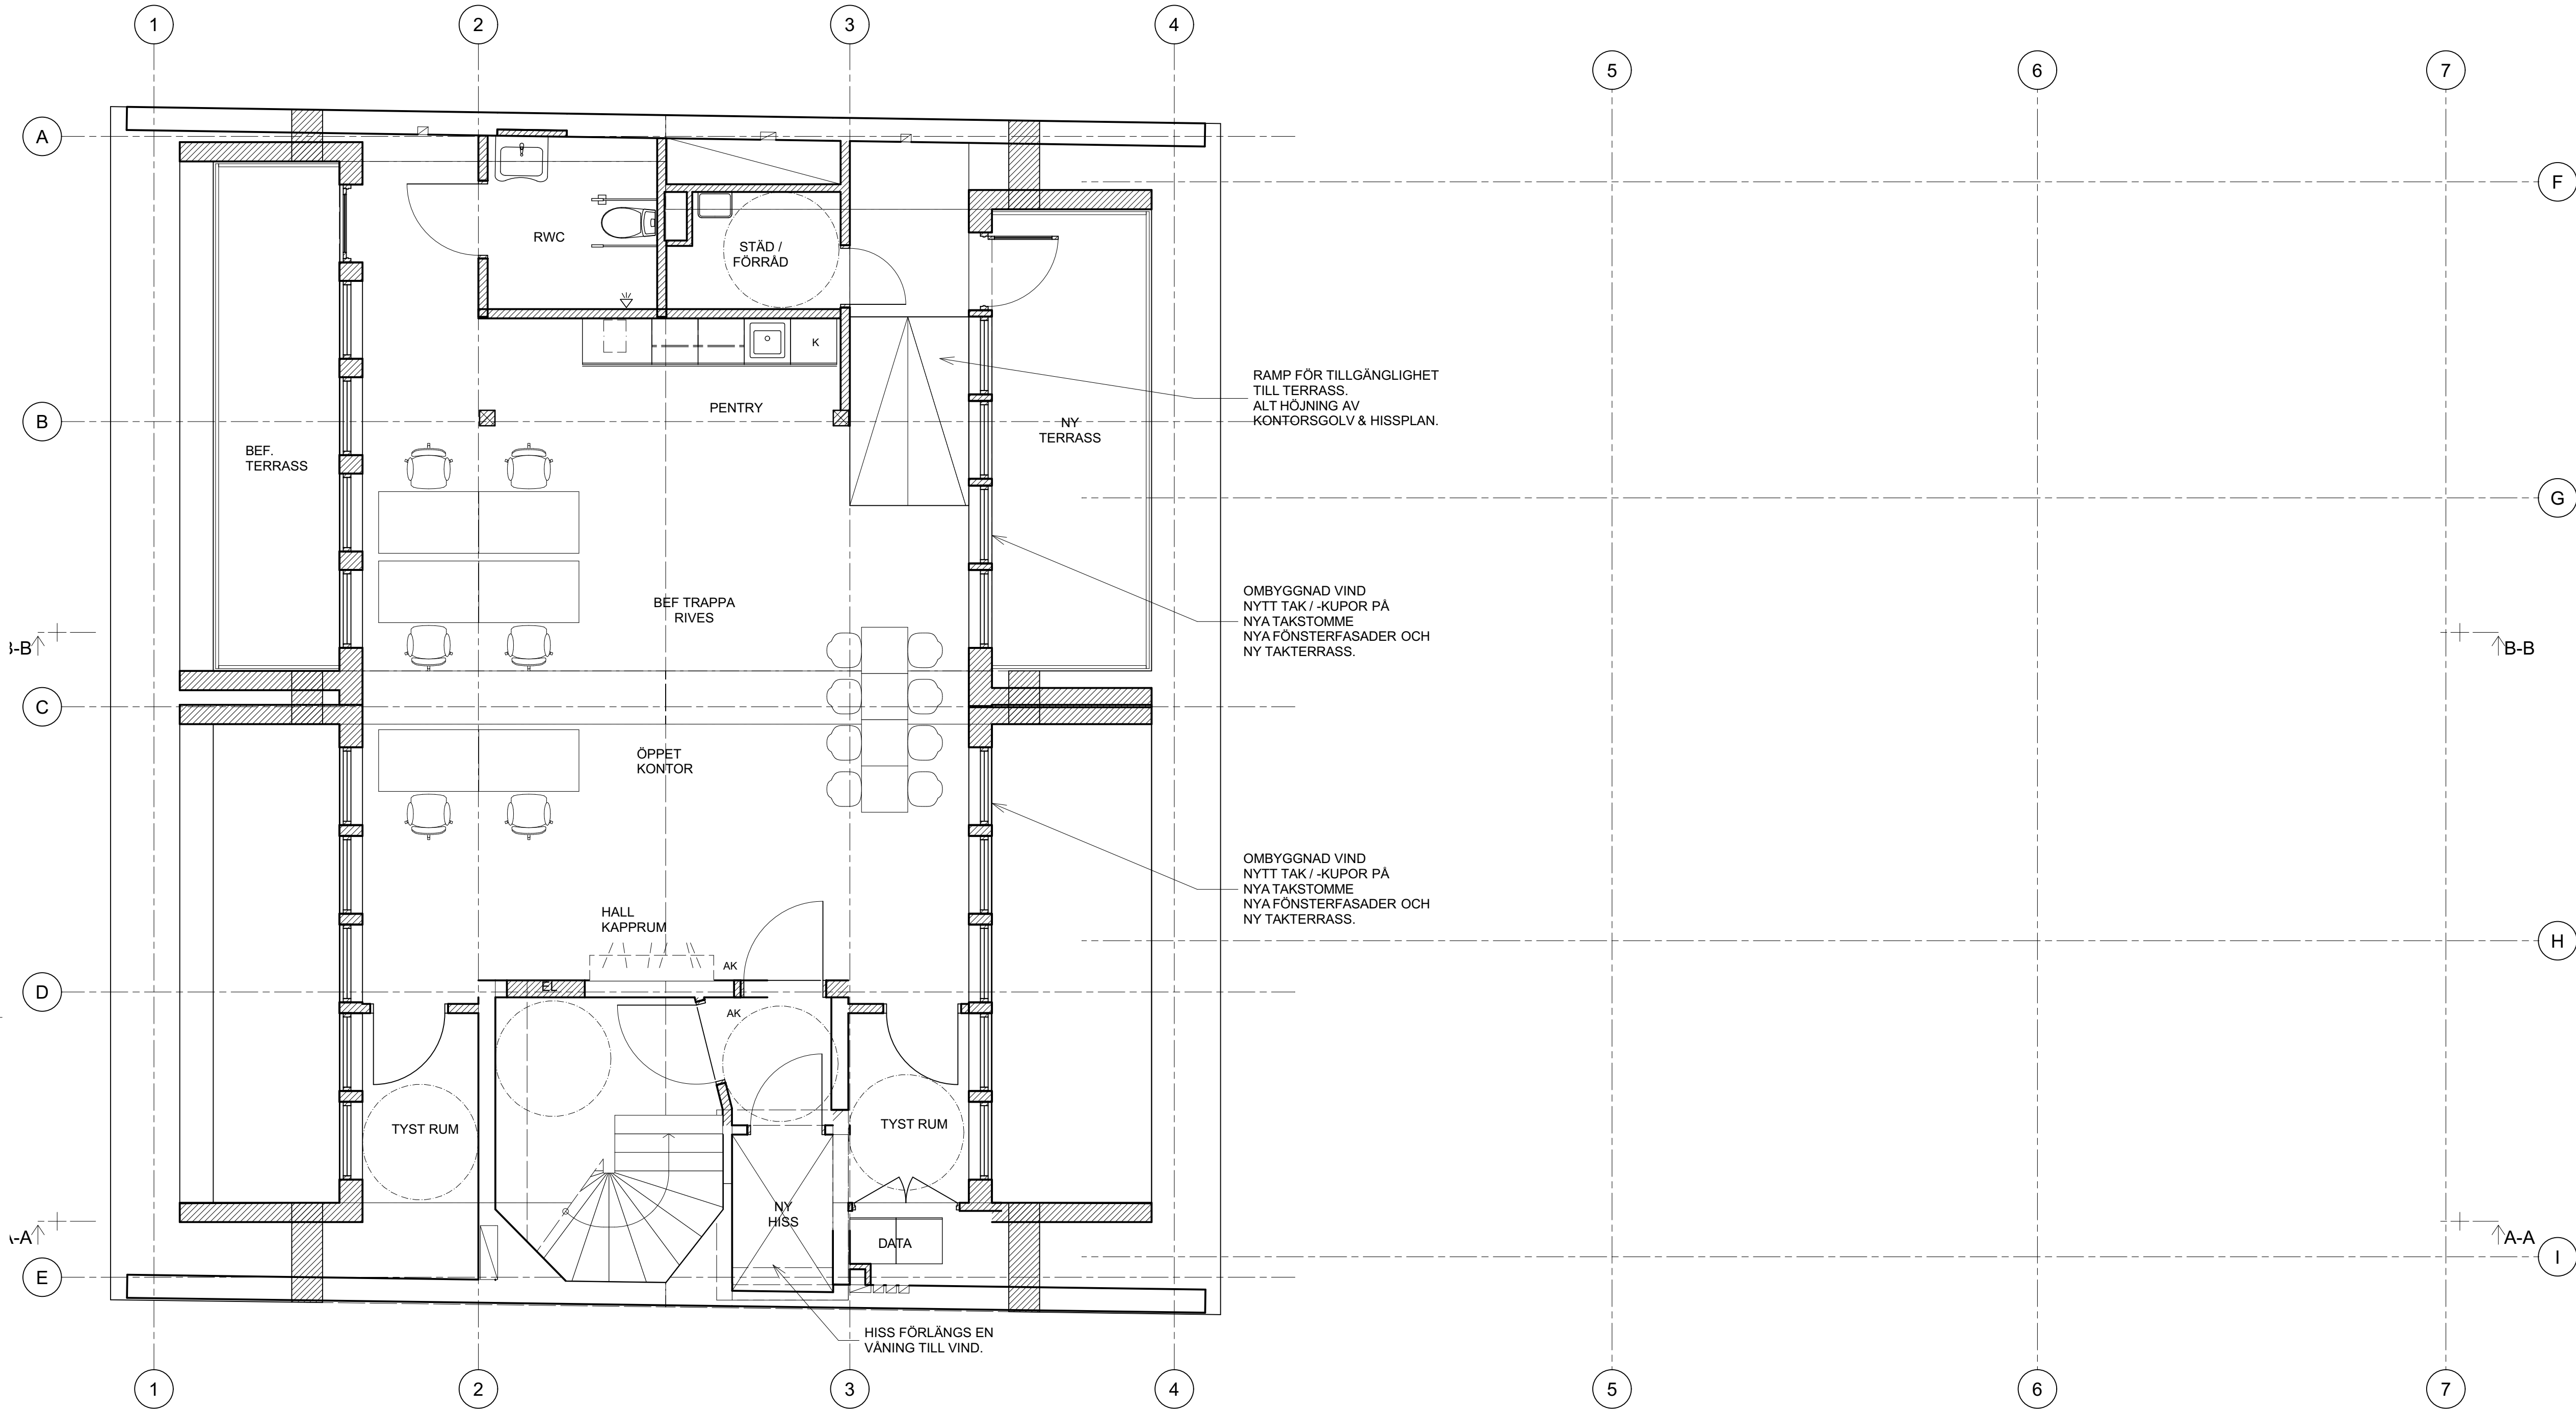 1
2
3
4
5
6
7
A
F
RWC
STÄD /
FÖRRÅD
K
RAMP FÖR TILLGÄNGLIGHET
TILL TERRASS.
ALT HÖJNING AV
KONTORSGOLV & HISSPLAN.
PENTRY
B
NY
TERRASS
BEF.
TERRASS
G
BEF TRAPPA
RIVES
OMBYGGNAD VIND
NYTT TAK / -KUPOR PÅ
NYA TAKSTOMME
NYA FÖNSTERFASADER OCH
NY TAKTERRASS.
B-B
B-B
C
ÖPPET
KONTOR
OMBYGGNAD VIND
NYTT TAK / -KUPOR PÅ
NYA TAKSTOMME
NYA FÖNSTERFASADER OCH
NY TAKTERRASS.
HALL
KAPPRUM
H
AK
EL
D
AK
TYST RUM
TYST RUM
NY
HISS
DATA
A-A
A-A
E
I
HISS FÖRLÄNGS EN
VÅNING TILL VIND.
1
2
3
4
5
6
7